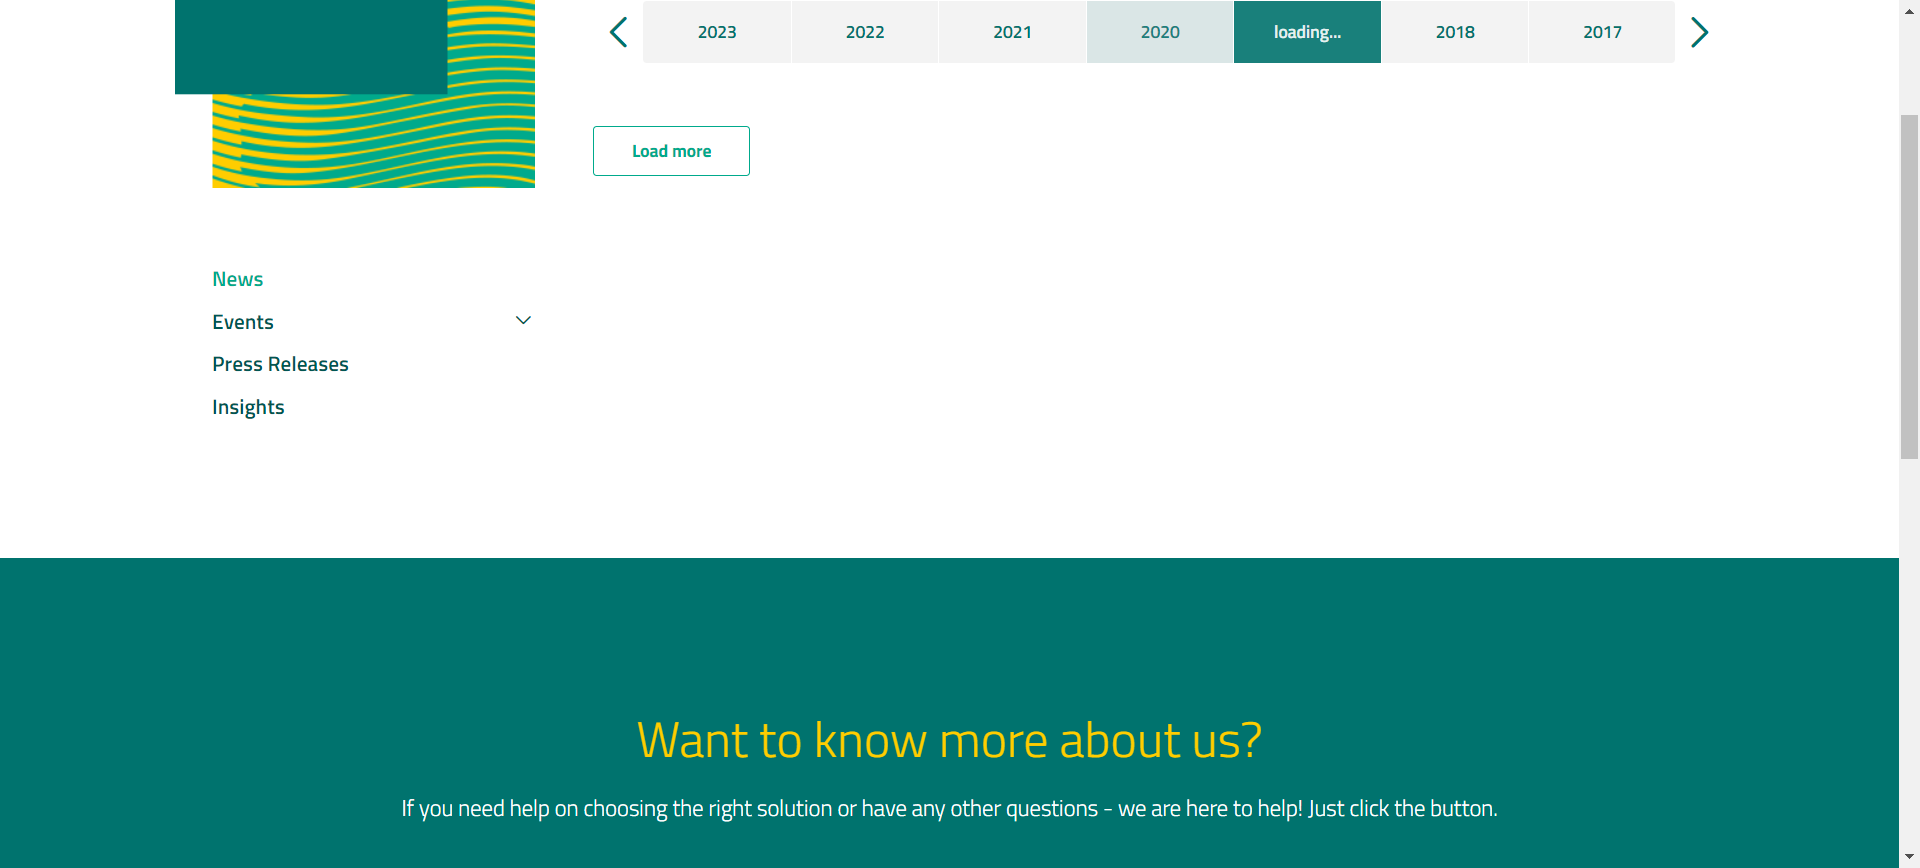 2023 2022 2021 2020 loading... 2018 2017
Load more
News
Events
Press Releases
Insights
Want to know more about us?
If you need help on choosing the right solution or have any other questions - we are here to help! Just click the button.